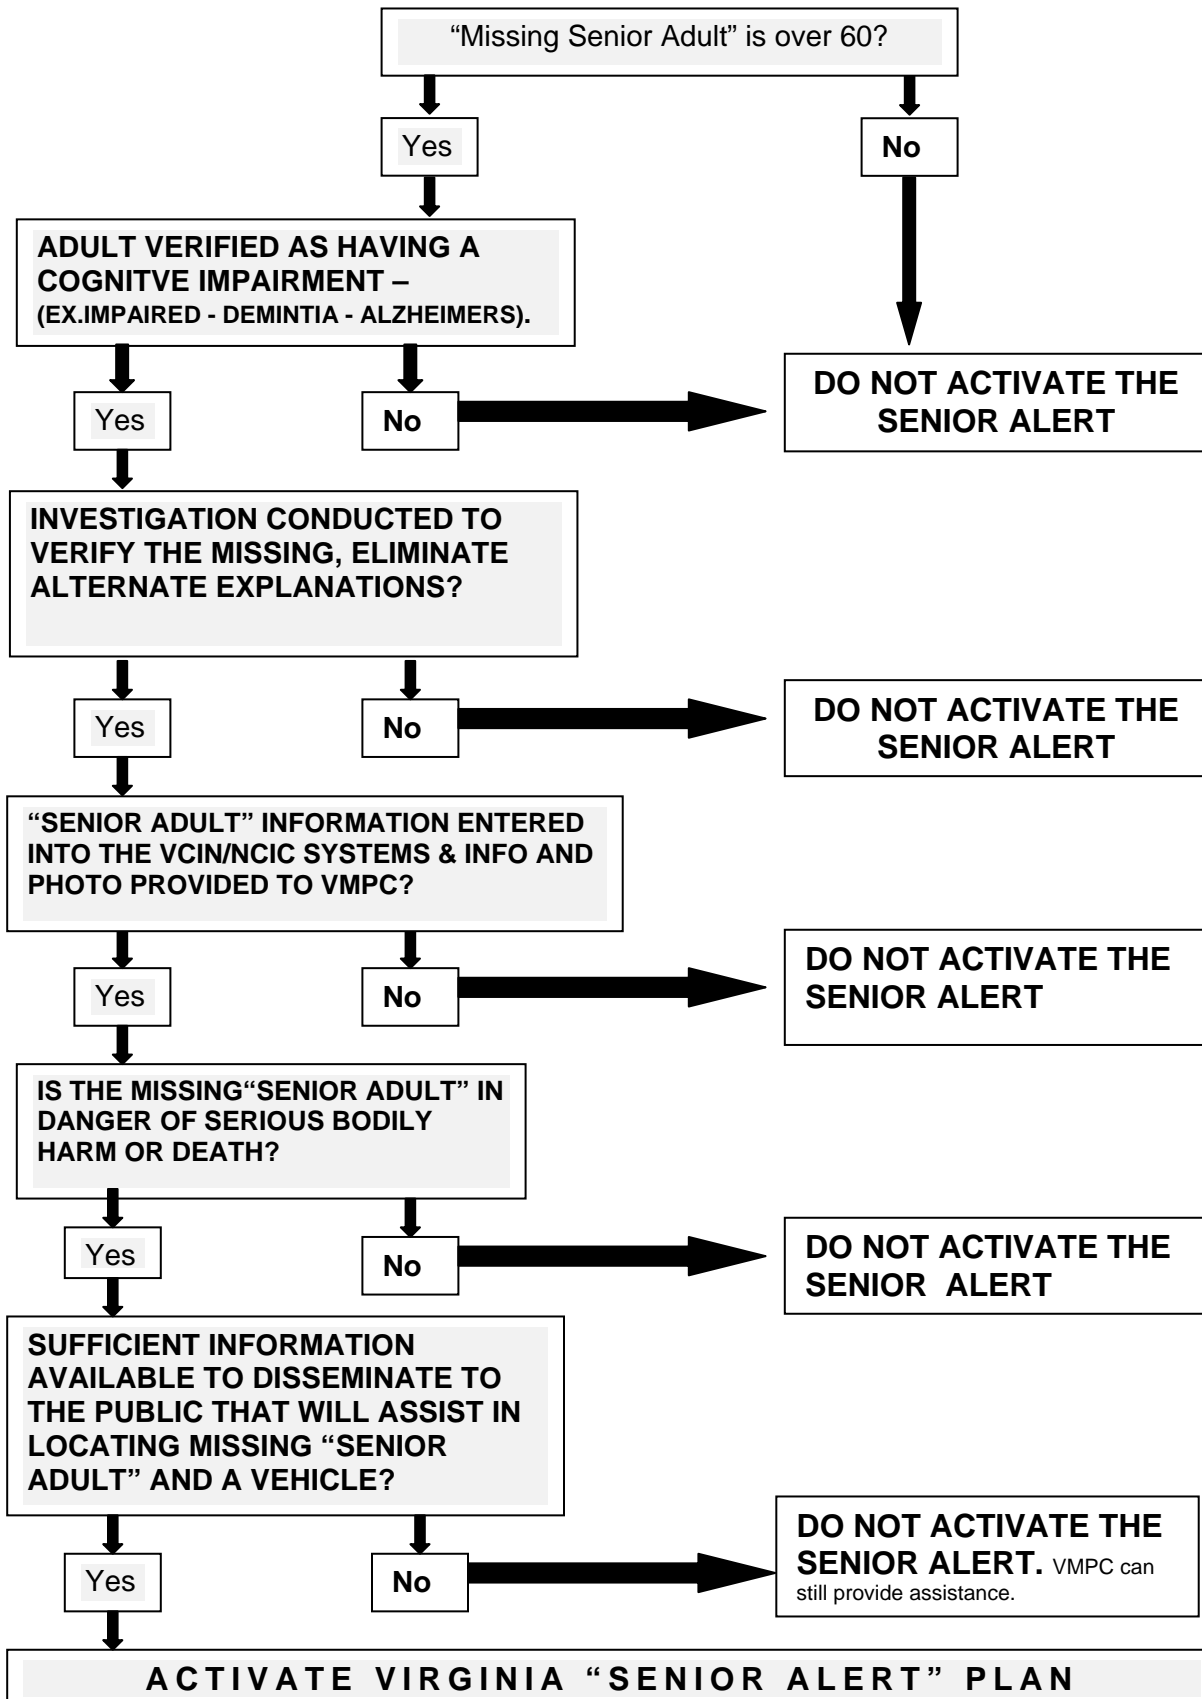 “Missing Senior Adult” is over 60?
Yes
No
ADULT VERIFIED AS HAVING A
COGNITVE IMPAIRMENT –
(EX.IMPAIRED - DEMINTIA - ALZHEIMERS).
Yes
No
DO NOT ACTIVATE THE
SENIOR ALERT
INVESTIGATION CONDUCTED TO
VERIFY THE MISSING, ELIMINATE
ALTERNATE EXPLANATIONS?
Yes
No
DO NOT ACTIVATE THE
SENIOR ALERT
“SENIOR ADULT” INFORMATION ENTERED
INTO THE VCIN/NCIC SYSTEMS & INFO AND
PHOTO PROVIDED TO VMPC?
Yes
No
DO NOT ACTIVATE THE
SENIOR ALERT
IS THE MISSING“SENIOR ADULT” IN
DANGER OF SERIOUS BODILY
HARM OR DEATH?
Yes
No
DO NOT ACTIVATE THE
SENIOR ALERT
SUFFICIENT INFORMATION
AVAILABLE TO DISSEMINATE TO
THE PUBLIC THAT WILL ASSIST IN
LOCATING MISSING “SENIOR
ADULT” AND A VEHICLE?
Yes
No
DO NOT ACTIVATE THE
SENIOR ALERT. VMPC can
still provide assistance.
ACTIVATE VIRGINIA “SENIOR ALERT” PLAN